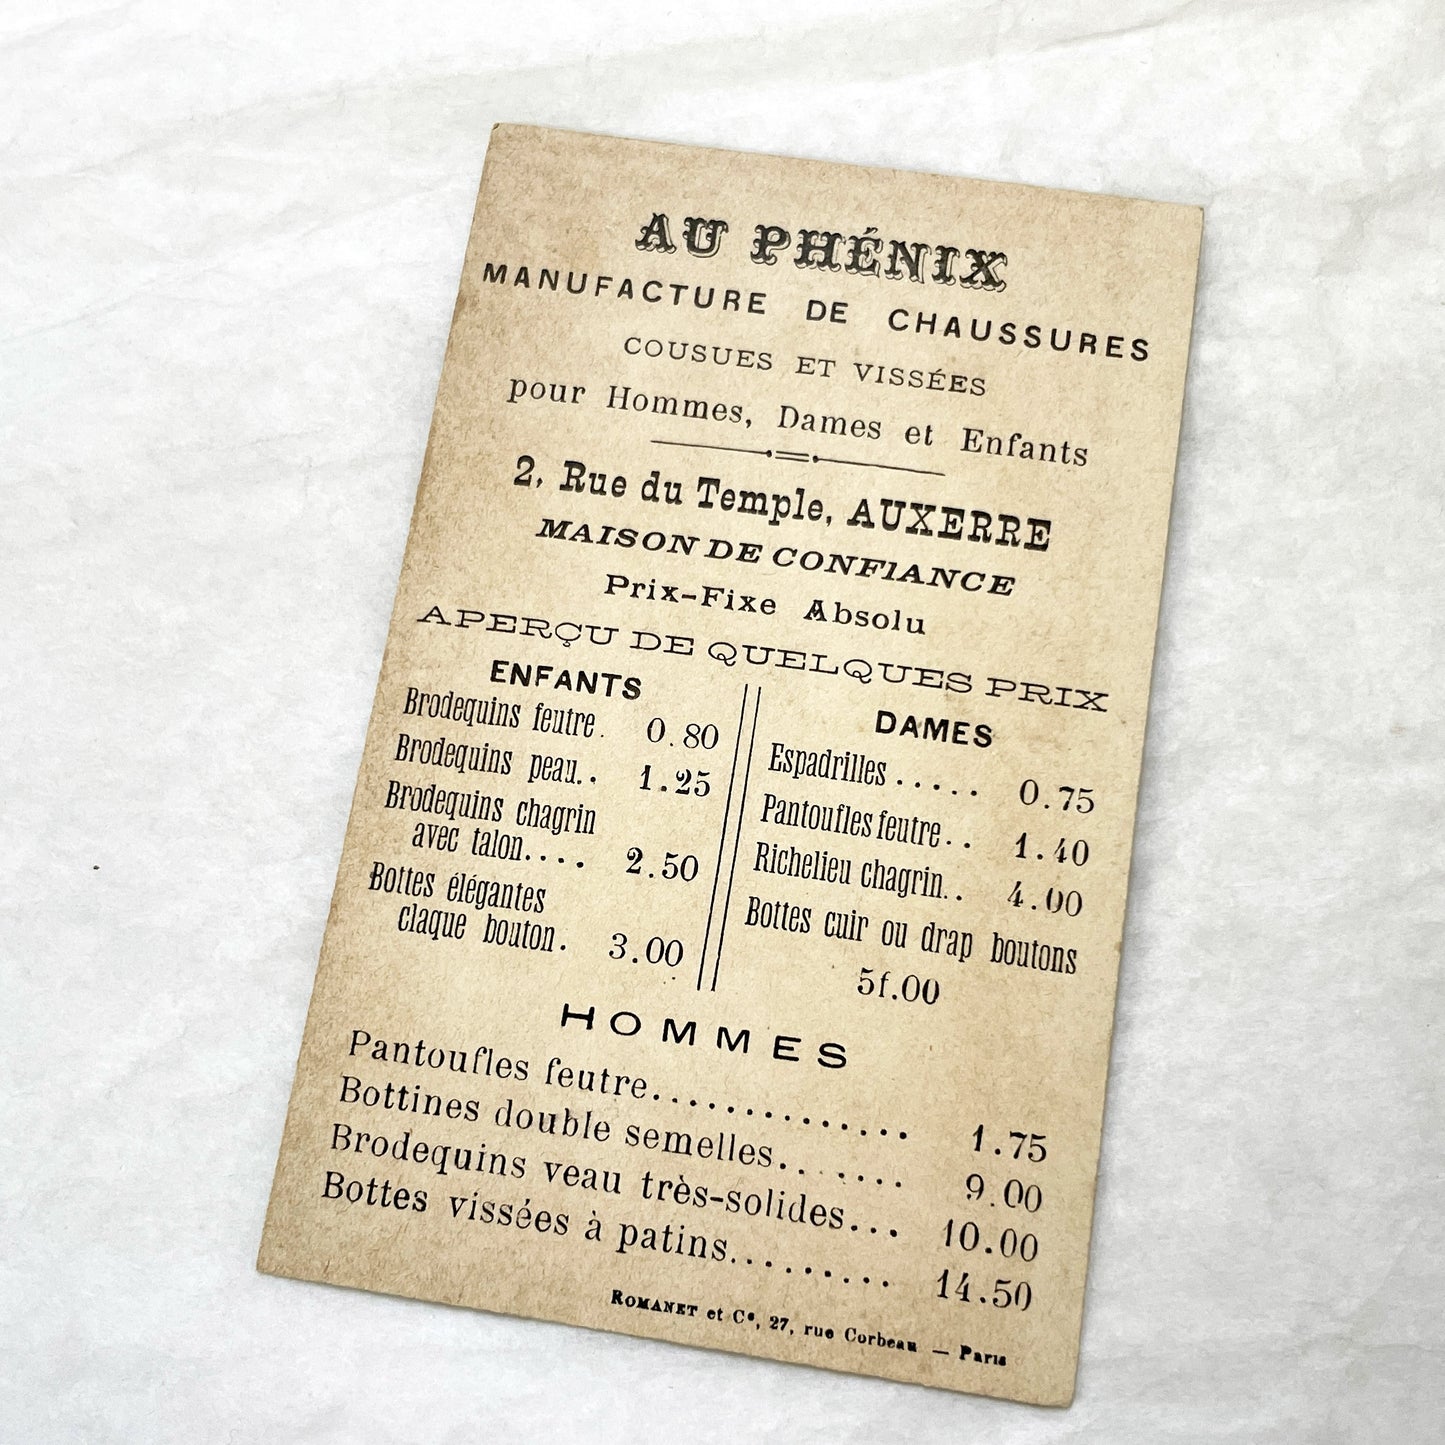 AU PHÉNIX
MANUFACTURE DE CHAUSSURES
COUSUES ET VISSÉES
pour Hommes, Dames et Enfants
2, Rue du Temple, AUXERRE
MAISON DE CONFIANCE
Prix-Fixe Absolu
APERÇU DE QUELQUES PRIX
ENFANTS
Brodequins feutre. 0.80
Brodequins peau.. 1.25
Brodequins chagrin
avec talon.... 2.50
Bottes élégantes
claque bouton. 3.00
DAMES
Espadrilles ..... 0.75
Pantoufles feutre.. 1.40
Richelieu chagrin.. 4.00
Bottes cuir ou drap boutons
5f.00
HOMMES
Pantoufles feutre.............. 1.75
Bottines double semelles....... 9.00
Brodequins veau très-solides... 10.00
Bottes vissées à patins......... 14.50
ROMANET et Cº, 27, rue Corbeau — Paris